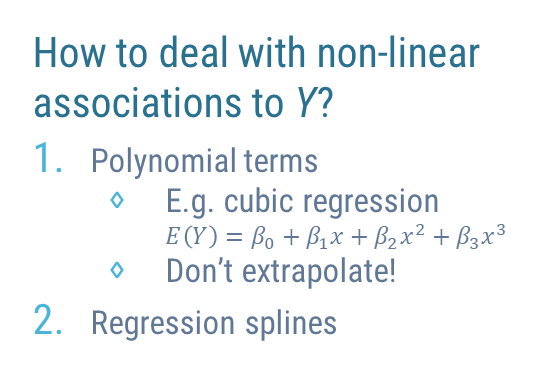 How to deal with non-linear
associations to Y?
1. Polynomial terms
◊ E.g. cubic regression
E(Y) = β₀ + β₁x + β₂x² + β₃x³
◊ Don’t extrapolate!
2. Regression splines